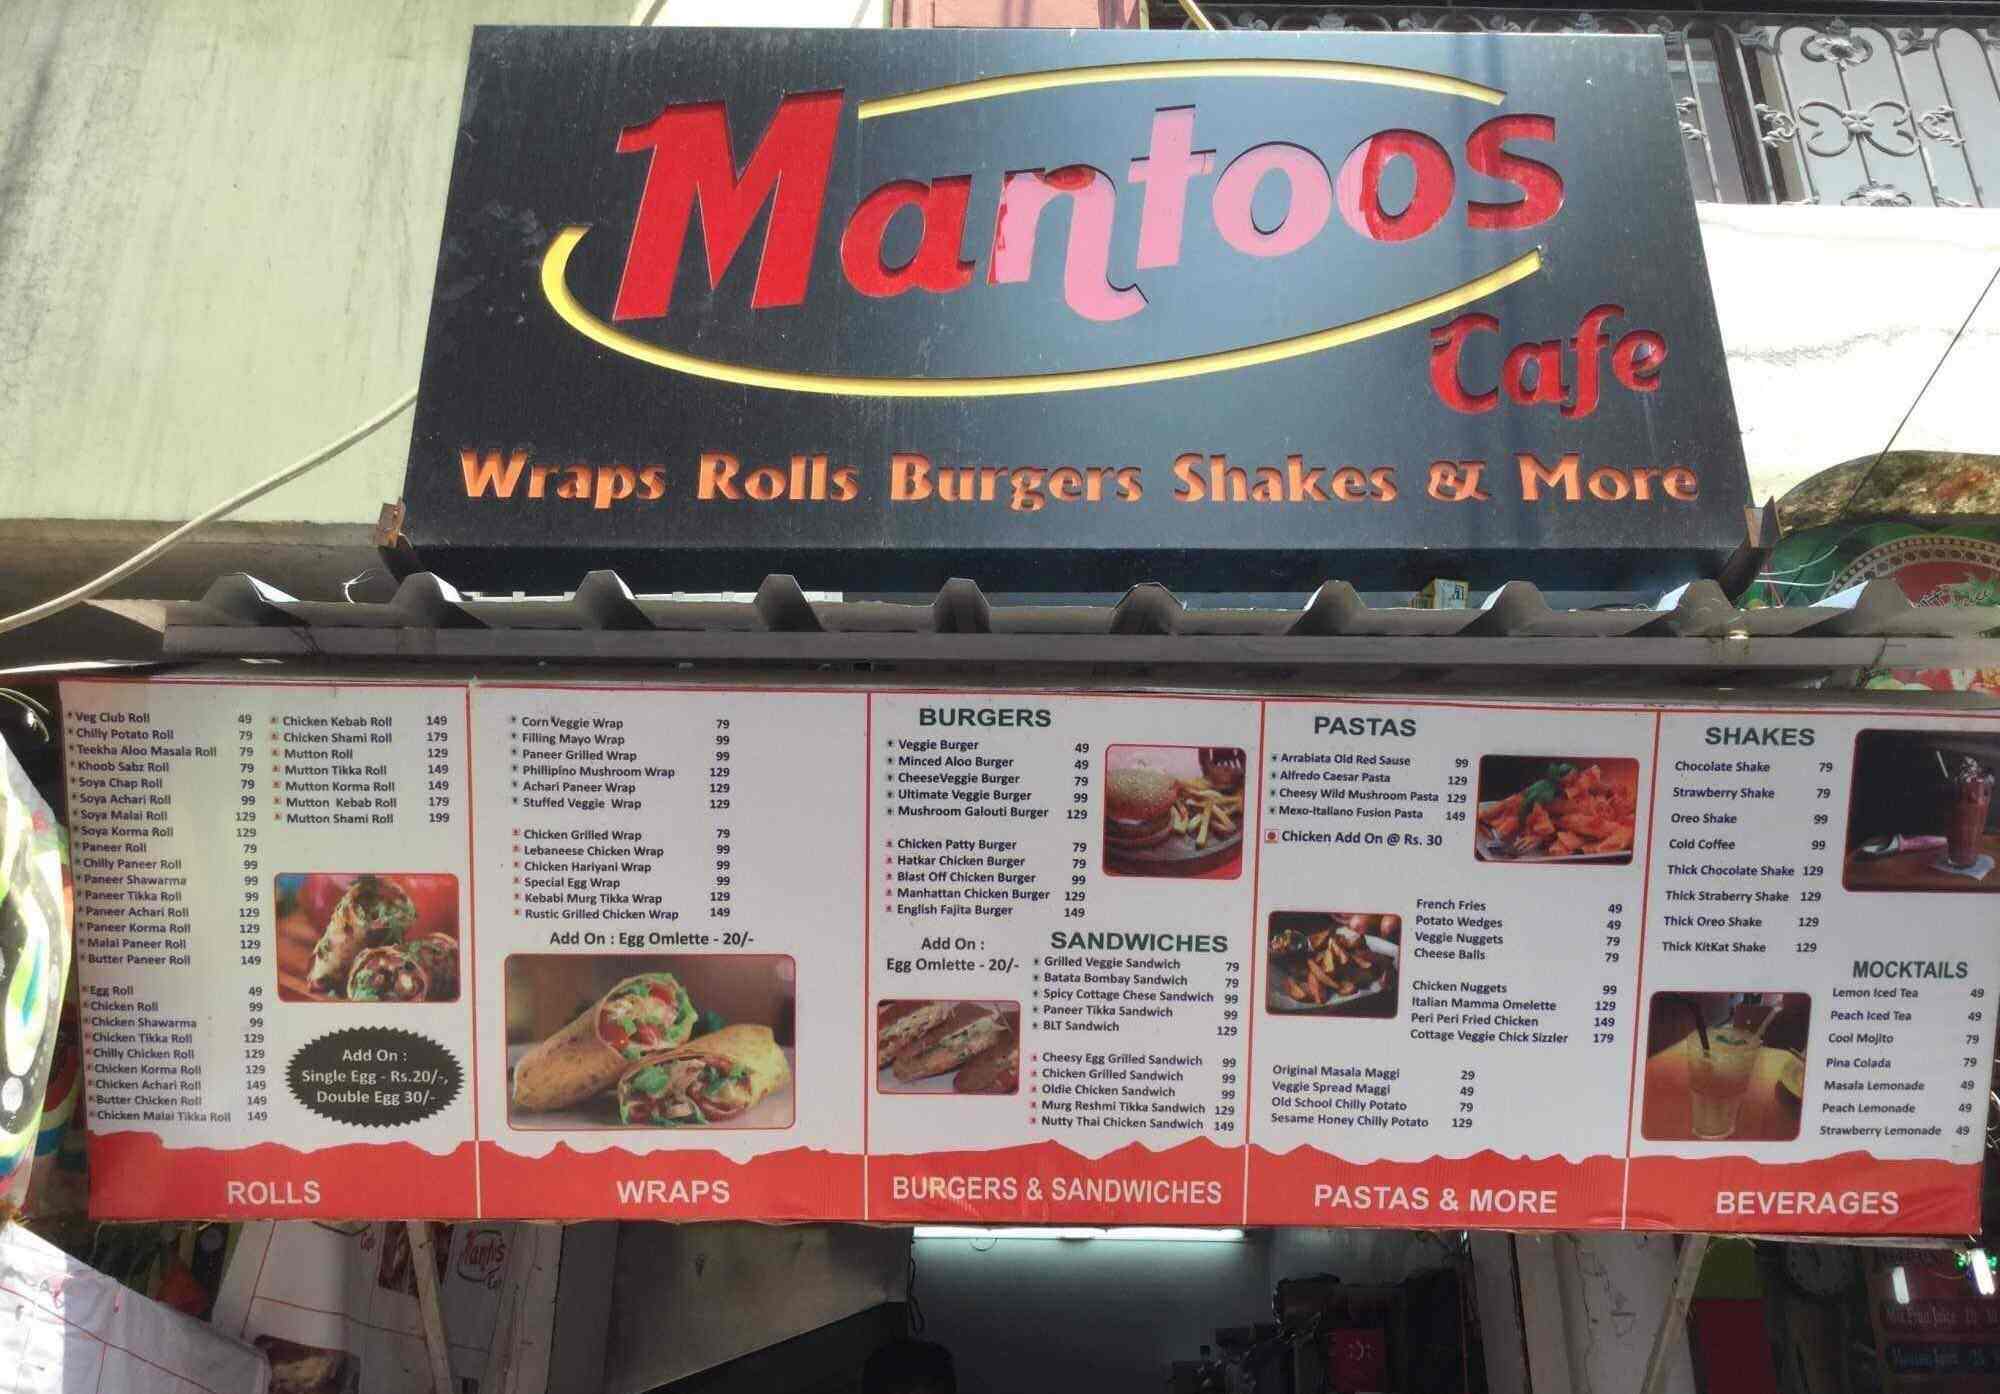 Mantoos
Cafe
Wraps Rolls Burgers Shakes & More
Veg Club Roll 49
Chilly Potato Roll 79
Teekha Aloo Masala Roll 79
Khoob Sabz Roll 79
Soya Chap Roll 79
Soya Achari Roll 99
Soya Malai Roll 129
Soya Korma Roll 129
Paneer Roll 79
Chilly Paneer Roll 99
Paneer Shawarma 99
Paneer Tikka Roll 99
Paneer Achari Roll 129
Paneer Korma Roll 129
Malai Paneer Roll 129
Butter Paneer Roll 149
Egg Roll 49
Chicken Roll 99
Chicken Shawarma 99
Chicken Tikka Roll 129
Chilly Chicken Roll 129
Chicken Korma Roll 129
Chicken Achari Roll 149
Butter Chicken Roll 149
Chicken Malai Tikka Roll 149
Chicken Kebab Roll 149
Chicken Shami Roll 179
Mutton Roll 129
Mutton Tikka Roll 149
Mutton Korma Roll 149
Mutton Kebab Roll 179
Mutton Shami Roll 199
Add On :
Single Egg - Rs.20/-,
Double Egg 30/-
ROLLS
Corn Veggie Wrap 79
Filling Mayo Wrap 99
Paneer Grilled Wrap 99
Phillipino Mushroom Wrap 129
Achari Paneer Wrap 129
Stuffed Veggie Wrap 129
Chicken Grilled Wrap 79
Lebaneese Chicken Wrap 99
Chicken Hariyani Wrap 99
Special Egg Wrap 99
Kebabi Murg Tikka Wrap 129
Rustic Grilled Chicken Wrap 149
Add On : Egg Omlette - 20/-
WRAPS
BURGERS
Veggie Burger 49
Minced Aloo Burger 49
CheeseVeggie Burger 79
Ultimate Veggie Burger 99
Mushroom Galouti Burger 129
Chicken Patty Burger 79
Hatkar Chicken Burger 79
Blast Off Chicken Burger 99
Manhattan Chicken Burger 129
English Fajita Burger 149
Add On :
Egg Omlette - 20/-
SANDWICHES
Grilled Veggie Sandwich 79
Batata Bombay Sandwich 79
Spicy Cottage Chese Sandwich 99
Paneer Tikka Sandwich 99
BLT Sandwich 129
Cheesy Egg Grilled Sandwich 99
Chicken Grilled Sandwich 99
Oldie Chicken Sandwich 99
Murg Reshmi Tikka Sandwich 129
Nutty Thai Chicken Sandwich 149
BURGERS & SANDWICHES
PASTAS
Arrabiata Old Red Sause 99
Alfredo Caesar Pasta 129
Cheesy Wild Mushroom Pasta 129
Mexo-Italiano Fusion Pasta 149
Chicken Add On @ Rs. 30
French Fries 49
Potato Wedges 49
Veggie Nuggets 79
Cheese Balls 79
Chicken Nuggets 99
Italian Mamma Omelette 129
Peri Peri Fried Chicken 149
Cottage Veggie Chick Sizzler 179
Original Masala Maggi 29
Veggie Spread Maggi 49
Old School Chilly Potato 79
Sesame Honey Chilly Potato 129
PASTAS & MORE
SHAKES
Chocolate Shake 79
Strawberry Shake 79
Oreo Shake 99
Cold Coffee 99
Thick Chocolate Shake 129
Thick Straberry Shake 129
Thick Oreo Shake 129
Thick KitKat Shake 129
MOCKTAILS
Lemon Iced Tea 49
Peach Iced Tea 49
Cool Mojito 79
Pina Colada 79
Masala Lemonade 49
Peach Lemonade 49
Strawberry Lemonade 49
BEVERAGES